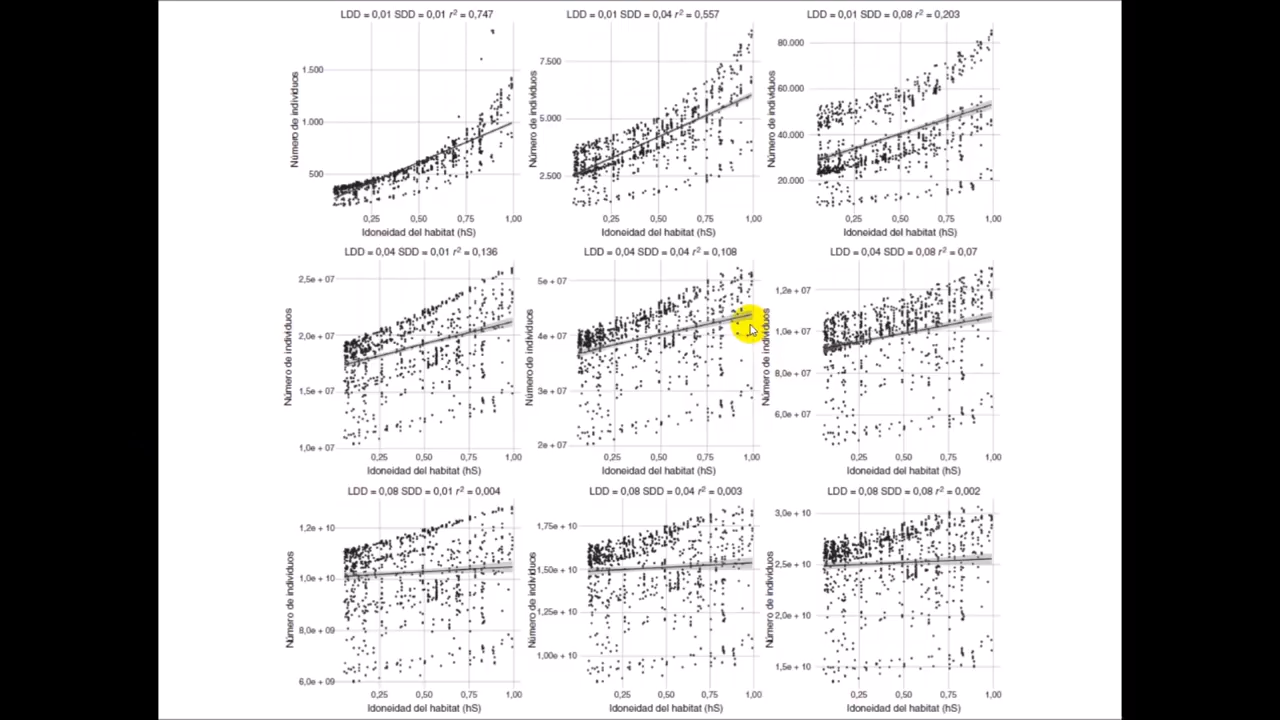 LDD = 0,01 SDD = 0,01 r² = 0,747
LDD = 0,01 SDD = 0,04 r² = 0,557
LDD = 0,01 SDD = 0,08 r² = 0,203
Número de individuos
1.500
1.000
500
0,25 0,50 0,75 1,00
Idoneidad del habitat (hS)
Número de individuos
7.500
5.000
2.500
0,25 0,50 0,75 1,00
Idoneidad del habitat (hS)
Número de individuos
80.000
60.000
40.000
20.000
0,25 0,50 0,75 1,00
Idoneidad del habitat (hS)
LDD = 0,04 SDD = 0,01 r² = 0,136
LDD = 0,04 SDD = 0,04 r² = 0,108
LDD = 0,04 SDD = 0,08 r² = 0,07
Número de individuos
2,5e + 07
2,0e + 07
1,5e + 07
1,0e + 07
0,25 0,50 0,75 1,00
Idoneidad del habitat (hS)
Número de individuos
5e + 07
4e + 07
3e + 07
2e + 07
0,25 0,50 0,75 1,00
Idoneidad del habitat (hS)
Número de individuos
1,2e + 07
1,0e + 07
8,0e + 07
6,0e + 07
0,25 0,50 0,75 1,00
Idoneidad del habitat (hS)
LDD = 0,08 SDD = 0,01 r² = 0,004
LDD = 0,08 SDD = 0,04 r² = 0,003
LDD = 0,08 SDD = 0,08 r² = 0,002
Número de individuos
1,2e + 10
1,0e + 10
8,0e + 09
6,0e + 09
0,25 0,50 0,75 1,00
Idoneidad del habitat (hS)
Número de individuos
1,75e + 10
1,50e + 10
1,25e + 10
1,00e + 10
0,25 0,50 0,75 1,00
Idoneidad del habitat (hS)
Número de individuos
3,0e + 10
2,5e + 10
2,0e + 10
1,5e + 10
0,25 0,50 0,75 1,00
Idoneidad del habitat (hS)